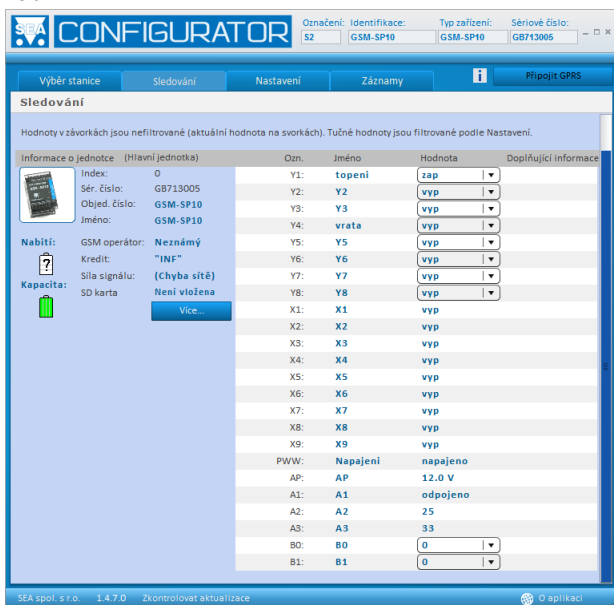 SEA CONFIGURATOR
Označení: Identifikace: Typ zařízení: Sériové číslo:
S2 GSM-SP10 GSM-SP10 GB713005
Výběr stanice Sledování Nastavení Záznamy i Připojit GPRS
Sledování
Hodnoty v závorkách jsou nefiltrované (aktuální hodnota na svorkách). Tučné hodnoty jsou filtrované podle Nastavení.
Informace o jednotce (Hlavní jednotka)
Index: 0
Sér. číslo: GB713005
Objed. číslo: GSM-SP10
Jméno: GSM-SP10
Nabití:
?
Kapacita:
GSM operátor: Neznámý
Kredit: "INF"
Síla signálu: (Chyba sítě)
SD karta Není vložena
Více...
Ozn. Jméno Hodnota Doplňující informace
Y1: topeni zap
Y2: Y2 vyp
Y3: Y3 vyp
Y4: vrata vyp
Y5: Y5 vyp
Y6: Y6 vyp
Y7: Y7 vyp
Y8: Y8 vyp
X1: X1 vyp
X2: X2 vyp
X3: X3 vyp
X4: X4 vyp
X5: X5 vyp
X6: X6 vyp
X7: X7 vyp
X8: X8 vyp
X9: X9 vyp
PWW: Napajeni napajeno
AP: AP 12.0 V
A1: A1 odpojeno
A2: A2 25
A3: A3 33
B0: B0 0
B1: B1 0
SEA spol. s r.o. 1.4.7.0 Zkontrolovat aktualizace O aplikaci